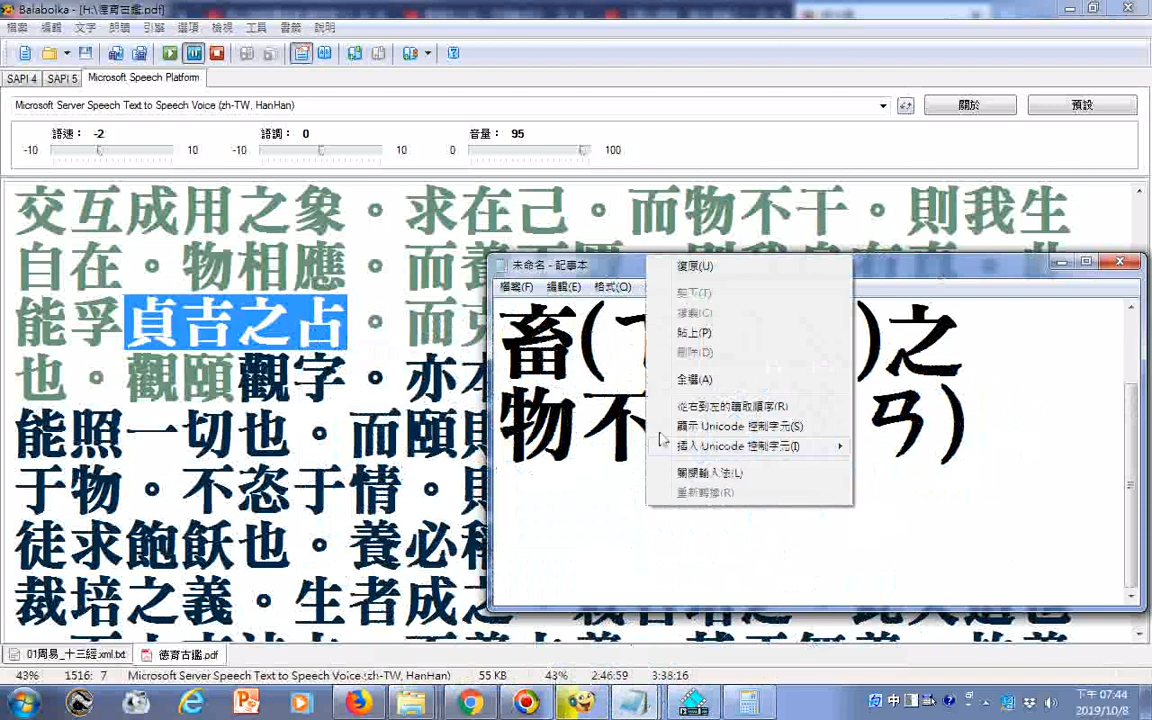 Balabolka - [H:\德育古鑑.pdf]
檔案 編輯 文字 朗讀 引擎 選項 檢視 工具 書籤 說明
SAPI 4 SAPI 5 Microsoft Speech Platform
Microsoft Server Speech Text to Speech Voice (zh-TW, HanHan) 關於 預設
語速： -2 語調： 0 音量： 95
-10 10 -10 10 0 100
交互成用之象。求在己。而物不干。則我生
自在。物相應。而養
能孚貞吉之占。而
也。觀頤觀字。亦本
能照一切也。而頤
于物。不恣于情。
徒求飽飫也。養必
裁培之義。生者成之
未命名 - 記事本
檔案(F) 編輯(E) 格式(O)
畜( )之
物不 ㄢ)
復原(U)
剪下(T)
複製(C)
貼上(P)
刪除(D)
全選(A)
從右到左的讀取順序(R)
顯示 Unicode 控制字元(S)
插入 Unicode 控制字元(I)
關閉輸入法(L)
重新轉換(R)
01周易_十三經.xml.txt 德育古鑑.pdf
43% 1516: 7 Microsoft Server Speech Text to Speech Voice (zh-TW, HanHan) 55 KB 43% 2:46:59 3:38:16
中 下午 07:44
2019/10/8